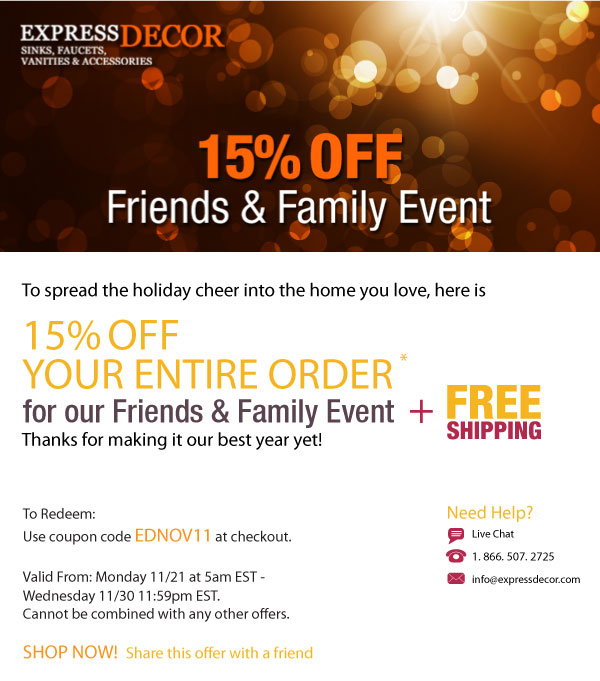 EXPRESSDECOR
SINKS, FAUCETS,
VANITIES & ACCESSORIES
15% OFF
Friends & Family Event
To spread the holiday cheer into the home you love, here is
15% OFF
YOUR ENTIRE ORDER*
for our Friends & Family Event + FREE SHIPPING
Thanks for making it our best year yet!
To Redeem:
Use coupon code EDNOV11 at checkout.
Valid From: Monday 11/21 at 5am EST -
Wednesday 11/30 11:59pm EST.
Cannot be combined with any other offers.
SHOP NOW! Share this offer with a friend
Need Help?
Live Chat
1. 866. 507. 2725
info@expressdecor.com